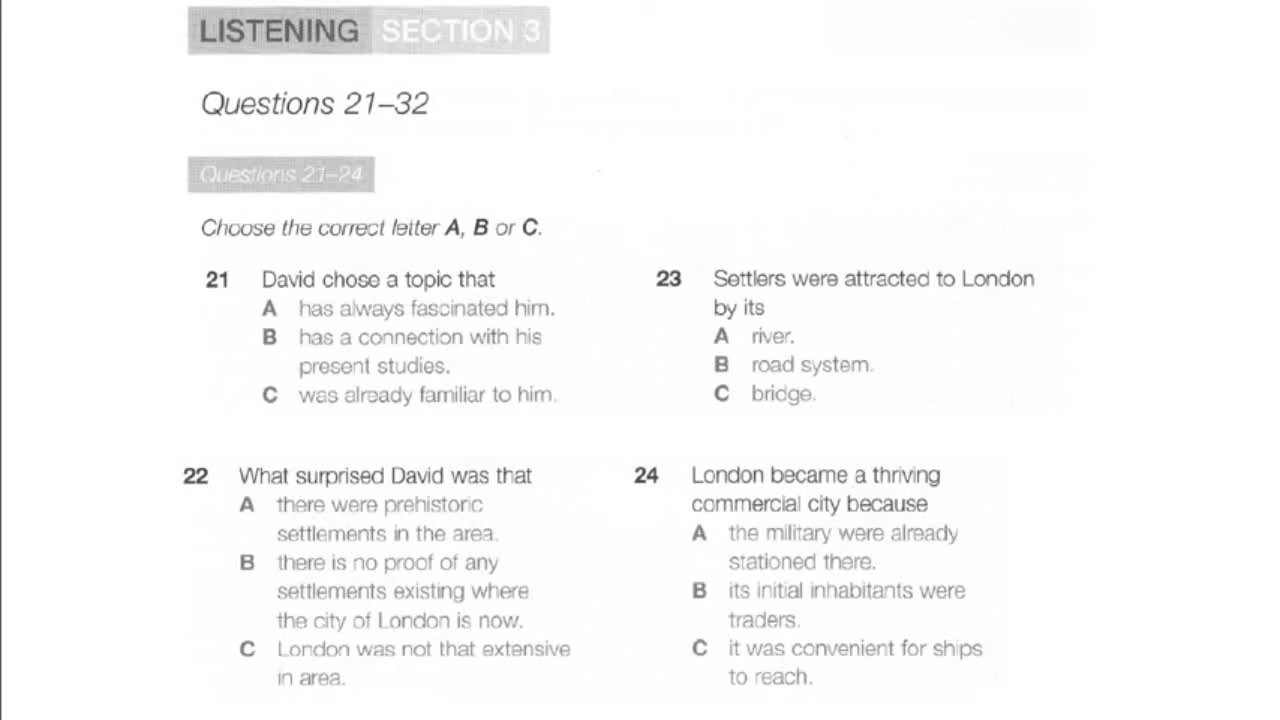 LISTENING SECTION 3
Questions 21–32
Questions 21–24
Choose the correct letter A, B or C.
21 David chose a topic that
A has always fascinated him.
B has a connection with his
present studies.
C was already familiar to him.
22 What surprised David was that
A there were prehistoric
settlements in the area.
B there is no proof of any
settlements existing where
the city of London is now.
C London was not that extensive
in area.
23 Settlers were attracted to London
by its
A river.
B road system.
C bridge.
24 London became a thriving
commercial city because
A the military were already
stationed there.
B its initial inhabitants were
traders.
C it was convenient for ships
to reach.